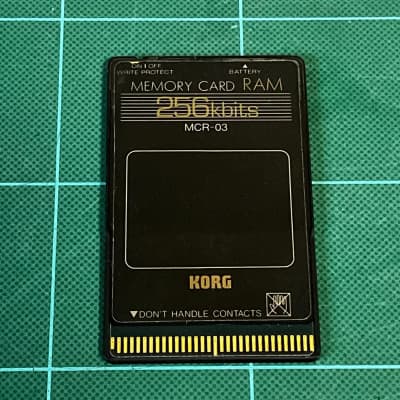 ON | OFF ▲
WRITE PROTECT BATTERY
MEMORY CARD RAM
256kbits
MCR-03
KORG
▼DON'T HANDLE CONTACTS